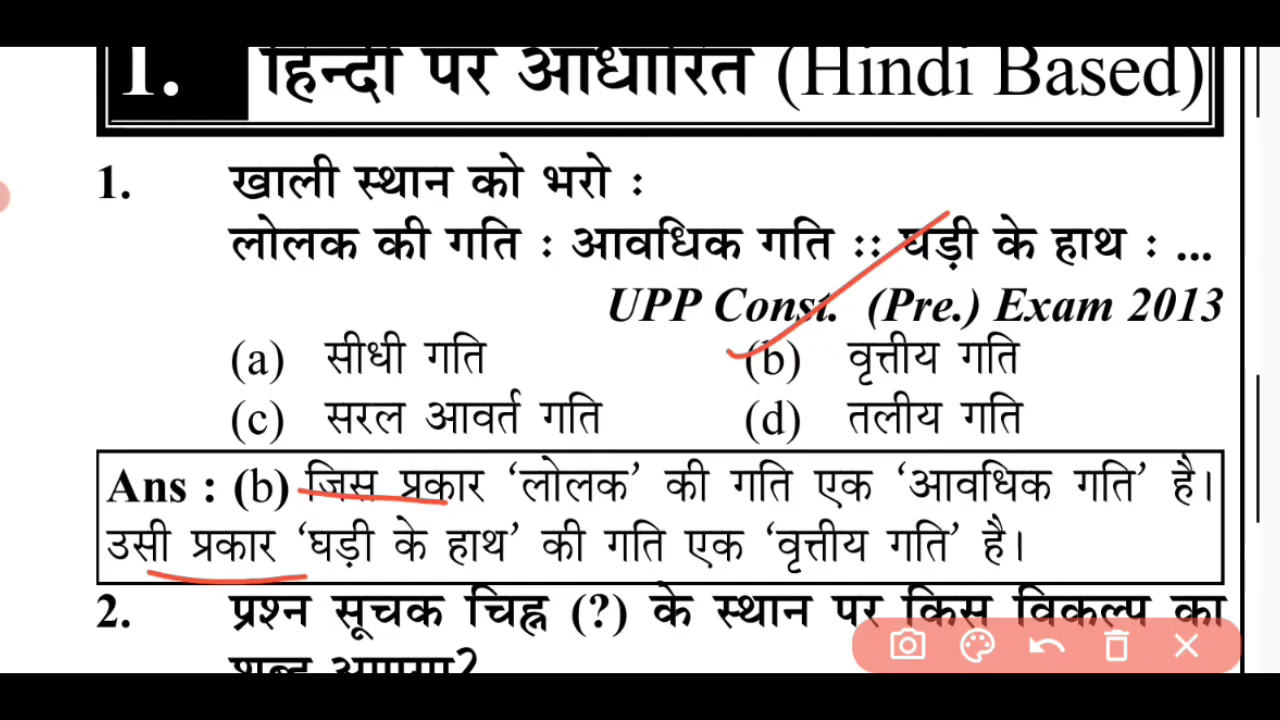 1. हिन्दी पर आधारित (Hindi Based)
1. खाली स्थान को भरो :
लोलक की गति : आवधिक गति :: घड़ी के हाथ : ...
UPP Const. (Pre.) Exam 2013
(a) सीधी गति (b) वृत्तीय गति
(c) सरल आवर्त गति (d) तलीय गति
Ans : (b) जिस प्रकार ‘लोलक’ की गति एक ‘आवधिक गति’ है।
उसी प्रकार ‘घड़ी के हाथ’ की गति एक ‘वृत्तीय गति’ है।
2. प्रश्न सूचक चिह्न (?) के स्थान पर किस विकल्प का